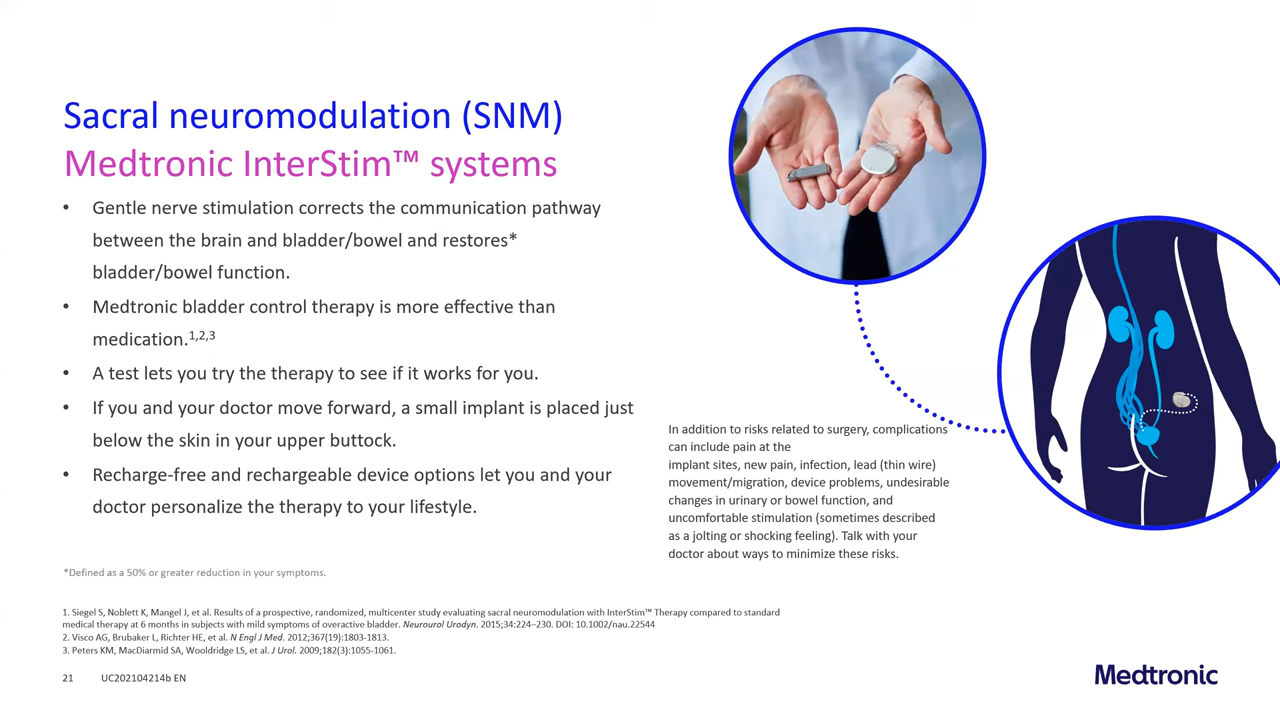 Sacral neuromodulation (SNM)
Medtronic InterStim™ systems
• Gentle nerve stimulation corrects the communication pathway
between the brain and bladder/bowel and restores*
bladder/bowel function.
• Medtronic bladder control therapy is more effective than
medication.1,2,3
• A test lets you try the therapy to see if it works for you.
• If you and your doctor move forward, a small implant is placed just
below the skin in your upper buttock.
• Recharge-free and rechargeable device options let you and your
doctor personalize the therapy to your lifestyle.
In addition to risks related to surgery, complications
can include pain at the
implant sites, new pain, infection, lead (thin wire)
movement/migration, device problems, undesirable
changes in urinary or bowel function, and
uncomfortable stimulation (sometimes described
as a jolting or shocking feeling). Talk with your
doctor about ways to minimize these risks.
*Defined as a 50% or greater reduction in your symptoms.
1. Siegel S, Noblett K, Mangel J, et al. Results of a prospective, randomized, multicenter study evaluating sacral neuromodulation with InterStim™ Therapy compared to standard
medical therapy at 6 months in subjects with mild symptoms of overactive bladder. Neurourol Urodyn. 2015;34:224–230. DOI: 10.1002/nau.22544
2. Visco AG, Brubaker L, Richter HE, et al. N Engl J Med. 2012;367(19):1803-1813.
3. Peters KM, MacDiarmid SA, Wooldridge LS, et al. J Urol. 2009;182(3):1055-1061.
21 UC202104214b EN
Medtronic